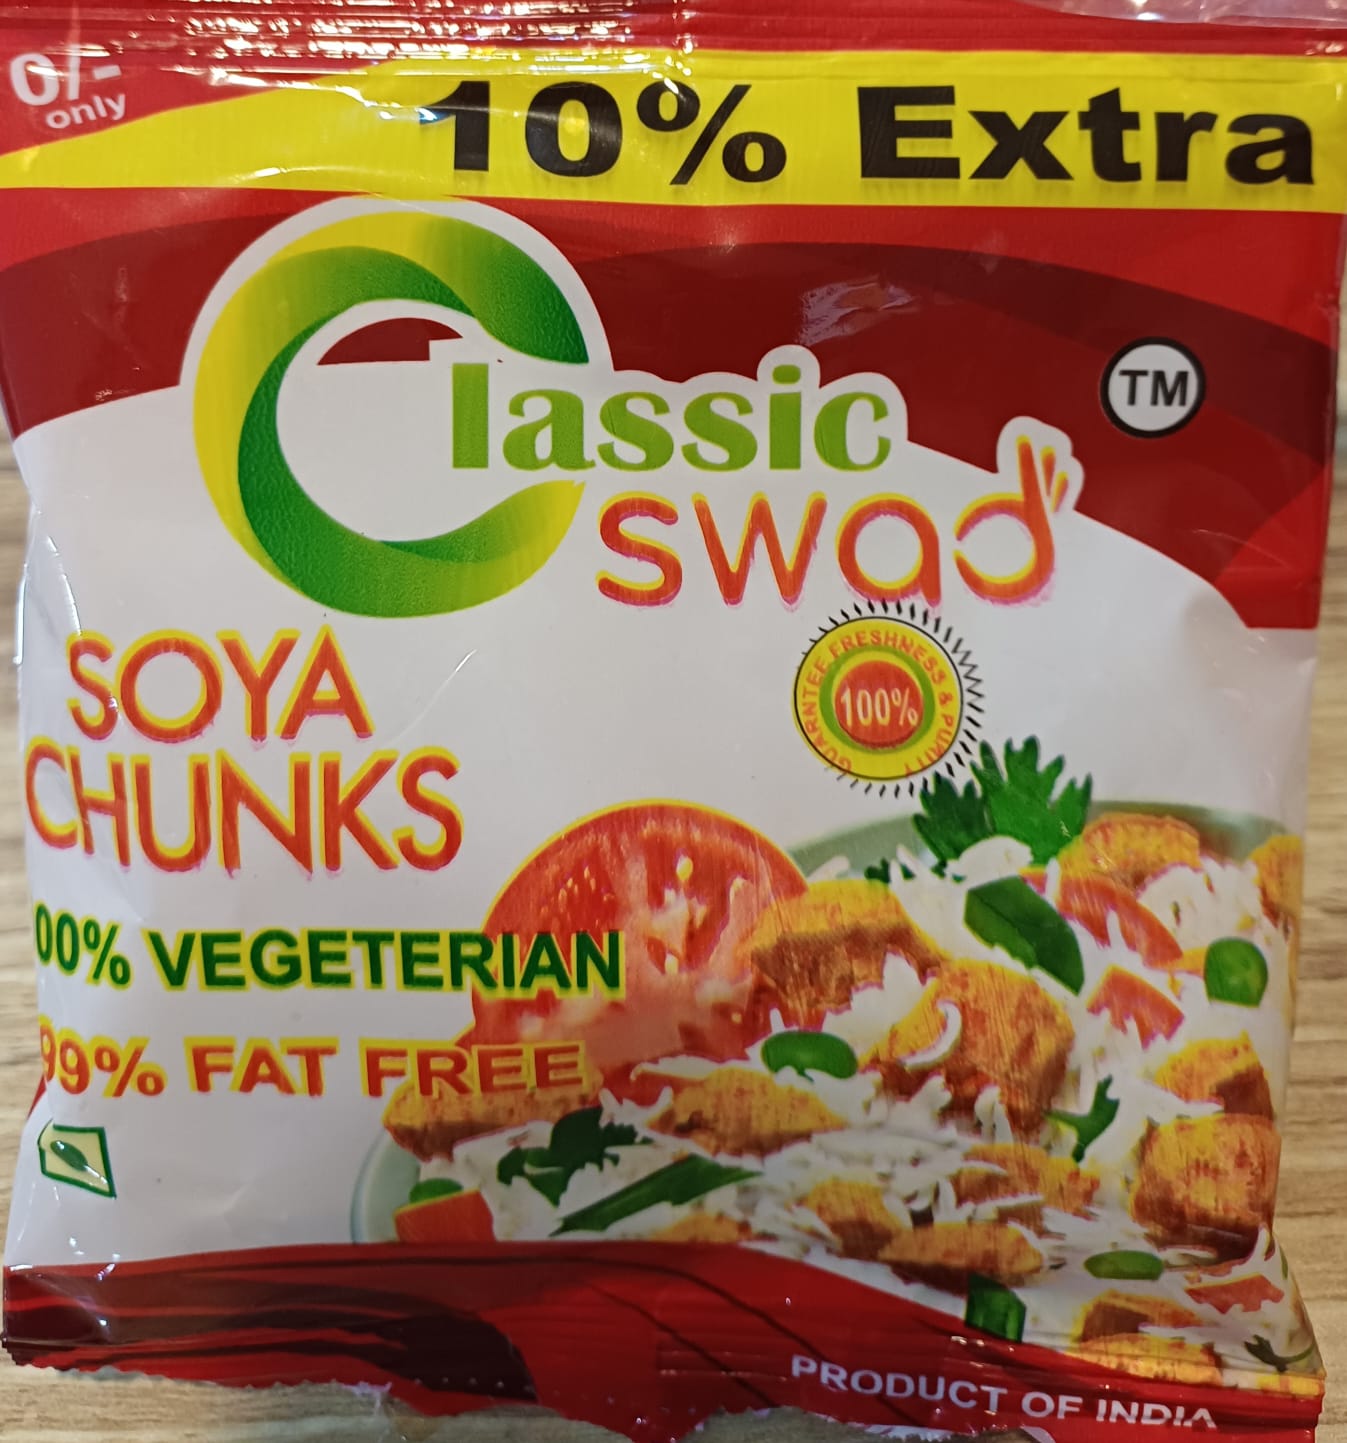 0/-
only
10% Extra
Classic
swad
TM
GUARNTEE FRESHNESS & PURITY
100%
SOYA
CHUNKS
00% VEGETERIAN
99% FAT FREE
PRODUCT OF INDIA